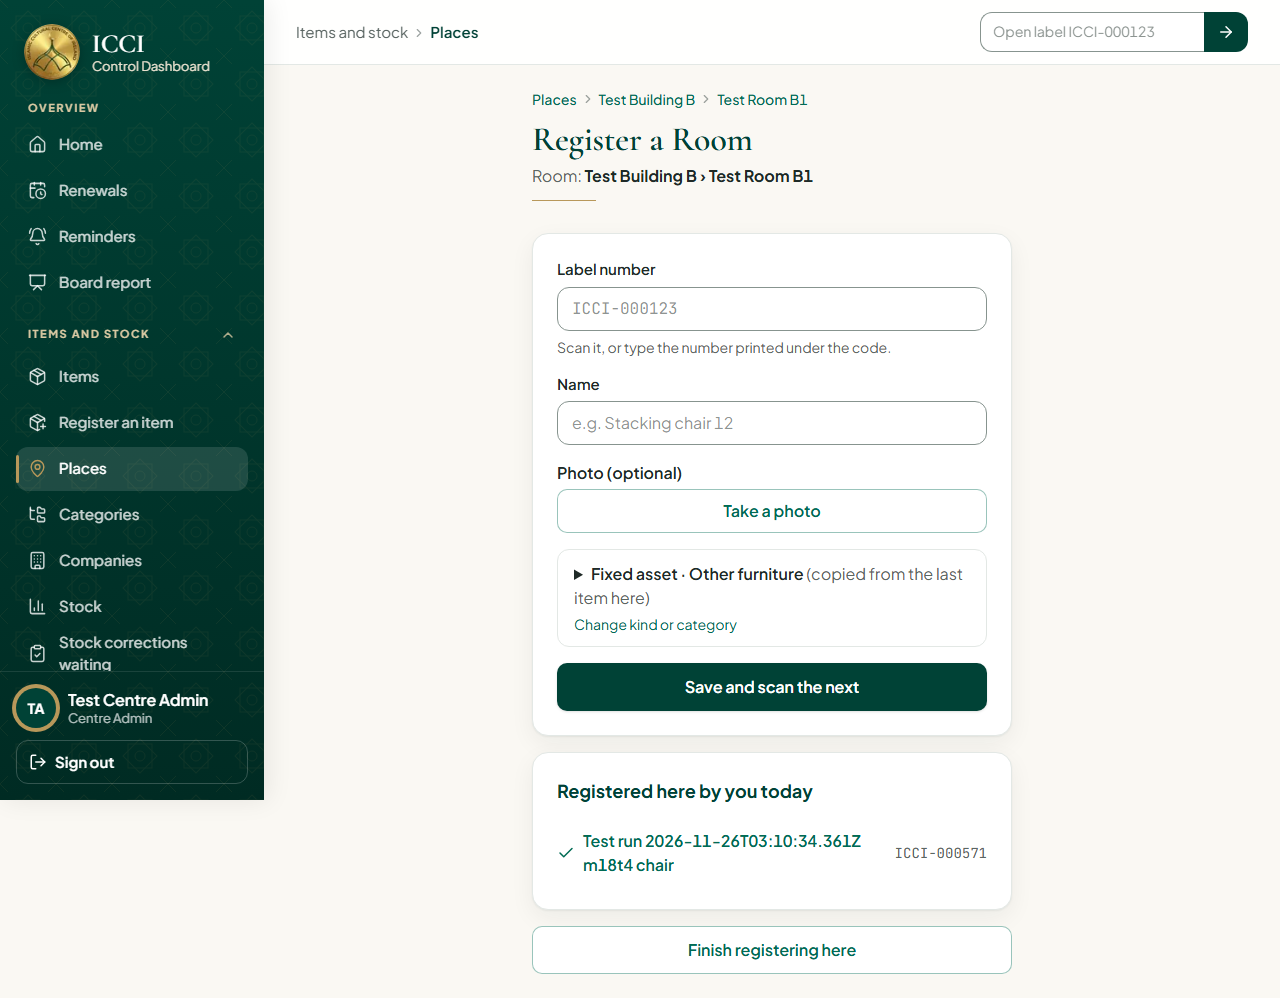 ICCI
Control Dashboard
OVERVIEW
Home
Renewals
Reminders
Board report
ITEMS AND STOCK
Items
Register an item
Places
Categories
Companies
Stock
Stock corrections
waiting
TA
Test Centre Admin
Centre Admin
Sign out
Items and stock › Places
Open label ICCI-000123
Places › Test Building B › Test Room B1
Register a Room
Room: Test Building B › Test Room B1
Label number
ICCI-000123
Scan it, or type the number printed under the code.
Name
e.g. Stacking chair 12
Photo (optional)
Take a photo
Fixed asset · Other furniture (copied from the last
item here)
Change kind or category
Save and scan the next
Registered here by you today
Test run 2026-11-26T03:10:34.361Z
m18t4 chair
ICCI-000571
Finish registering here